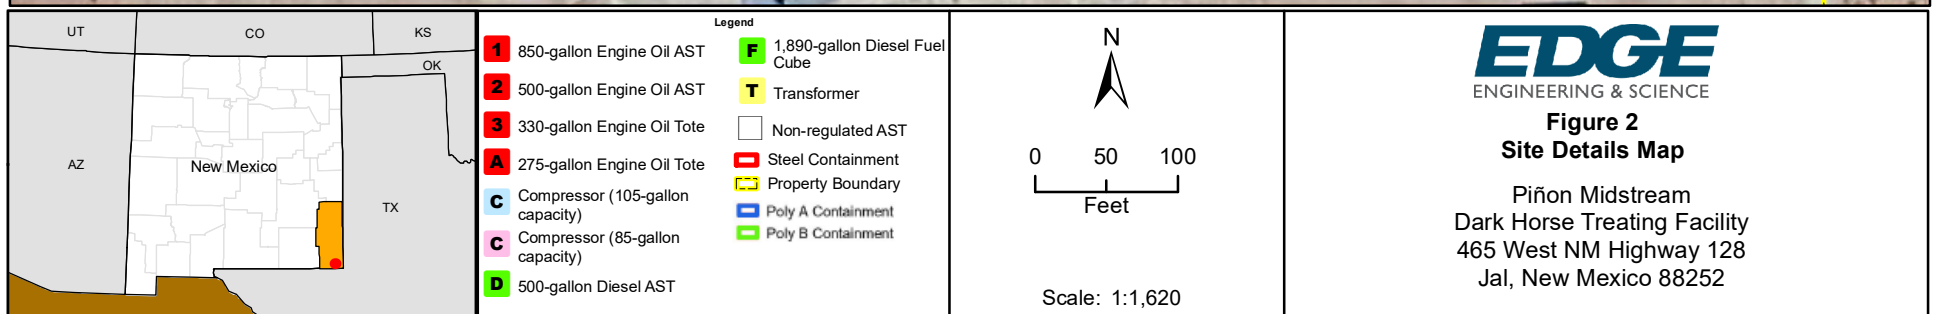 UT
CO
KS
OK
AZ
New Mexico
TX
Legend
1 850-gallon Engine Oil AST
2 500-gallon Engine Oil AST
3 330-gallon Engine Oil Tote
A 275-gallon Engine Oil Tote
C Compressor (105-gallon
capacity)
C Compressor (85-gallon
capacity)
D 500-gallon Diesel AST
F 1,890-gallon Diesel Fuel
Cube
T Transformer
Non-regulated AST
Steel Containment
Property Boundary
Poly A Containment
Poly B Containment
N
0 50 100
Feet
Scale: 1:1,620
EDGE
ENGINEERING & SCIENCE
Figure 2
Site Details Map
Piñon Midstream
Dark Horse Treating Facility
465 West NM Highway 128
Jal, New Mexico 88252